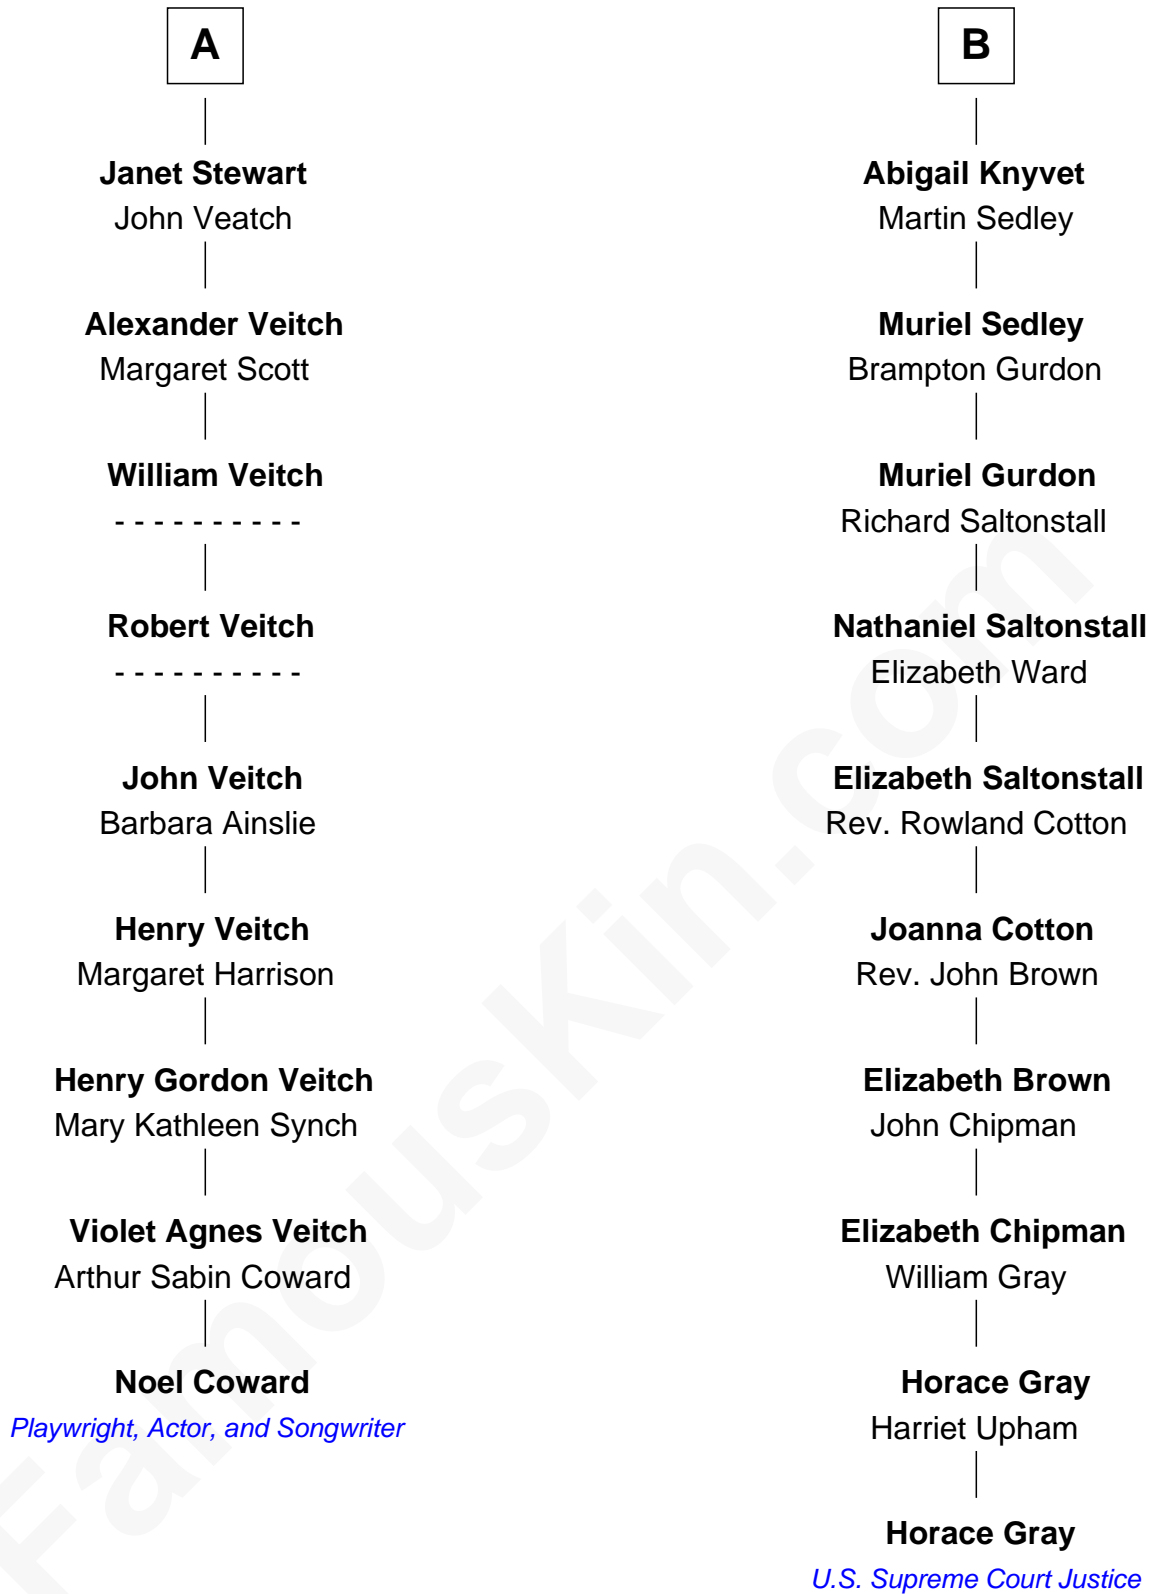 A
Janet Stewart
John Veatch
Alexander Veitch
Margaret Scott
William Veitch
- - - - - - - - - -
Robert Veitch
- - - - - - - - - -
John Veitch
Barbara Ainslie
Henry Veitch
Margaret Harrison
Henry Gordon Veitch
Mary Kathleen Synch
Violet Agnes Veitch
Arthur Sabin Coward
Noel Coward
Playwright, Actor, and Songwriter
B
Abigail Knyvet
Martin Sedley
Muriel Sedley
Brampton Gurdon
Muriel Gurdon
Richard Saltonstall
Nathaniel Saltonstall
Elizabeth Ward
Elizabeth Saltonstall
Rev. Rowland Cotton
Joanna Cotton
Rev. John Brown
Elizabeth Brown
John Chipman
Elizabeth Chipman
William Gray
Horace Gray
Harriet Upham
Horace Gray
U.S. Supreme Court Justice
FamousKin.com